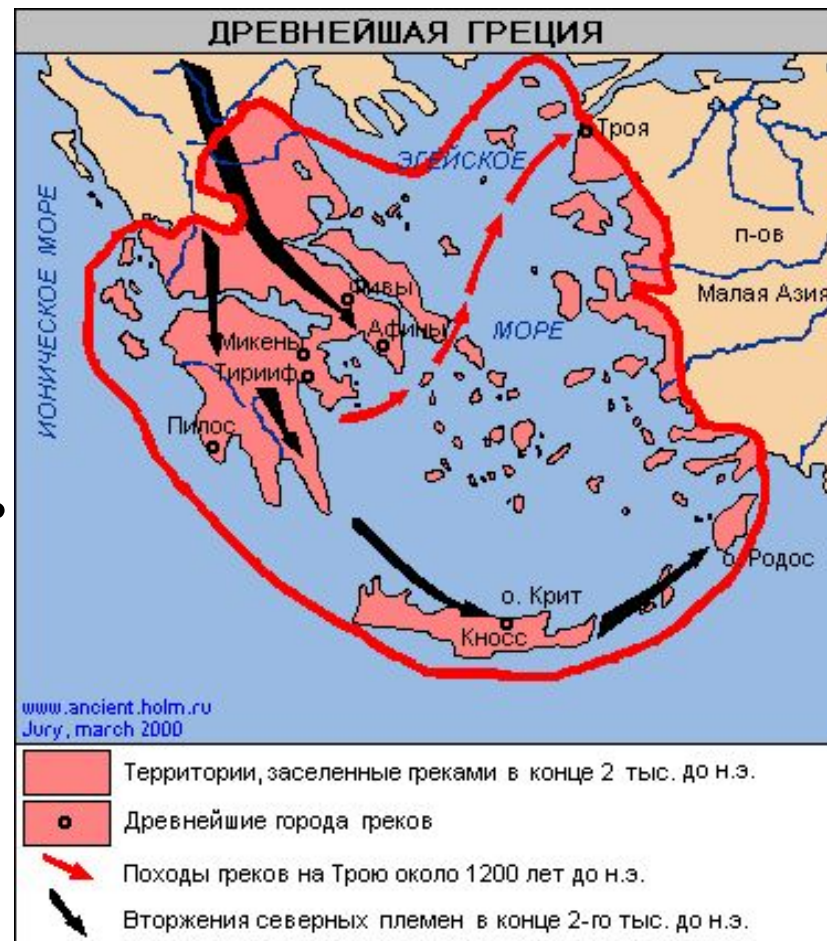 ДРЕВНЕЙШАЯ ГРЕЦИЯ
Троя
ЭГЕЙСКОЕ
п-ов
Малая Азия
ИОНИЧЕСКОЕ МОРЕ
Фивы
Афины
МОРЕ
Микены
Тирииф
Пилос
о. Родос
о. Крит
Кносс
www.ancient.holm.ru
Jury, march 2000
Территории, заселенные греками в конце 2 тыс. до н.э.
Древнейшие города греков
Походы греков на Трою около 1200 лет до н.э.
Вторжения северных племен в конце 2-го тыс. до н.э.